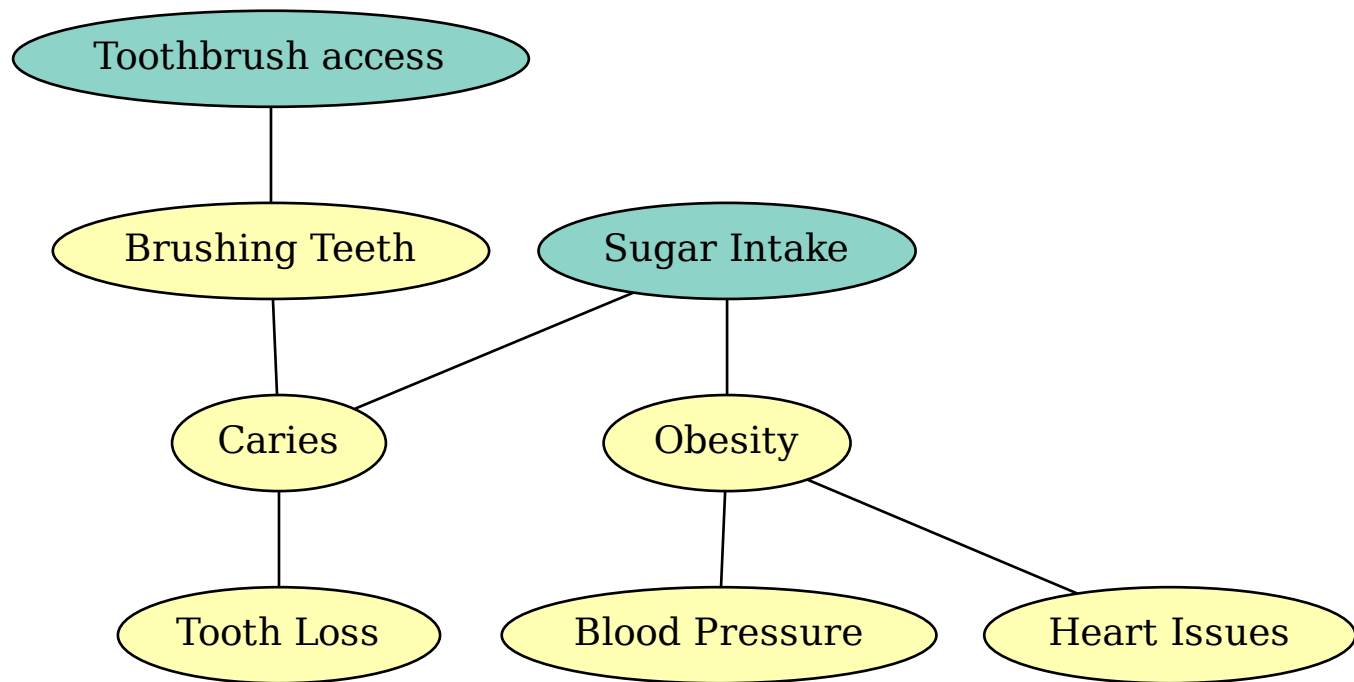 Toothbrush access
Brushing Teeth
Sugar Intake
Caries
Obesity
Tooth Loss
Blood Pressure
Heart Issues